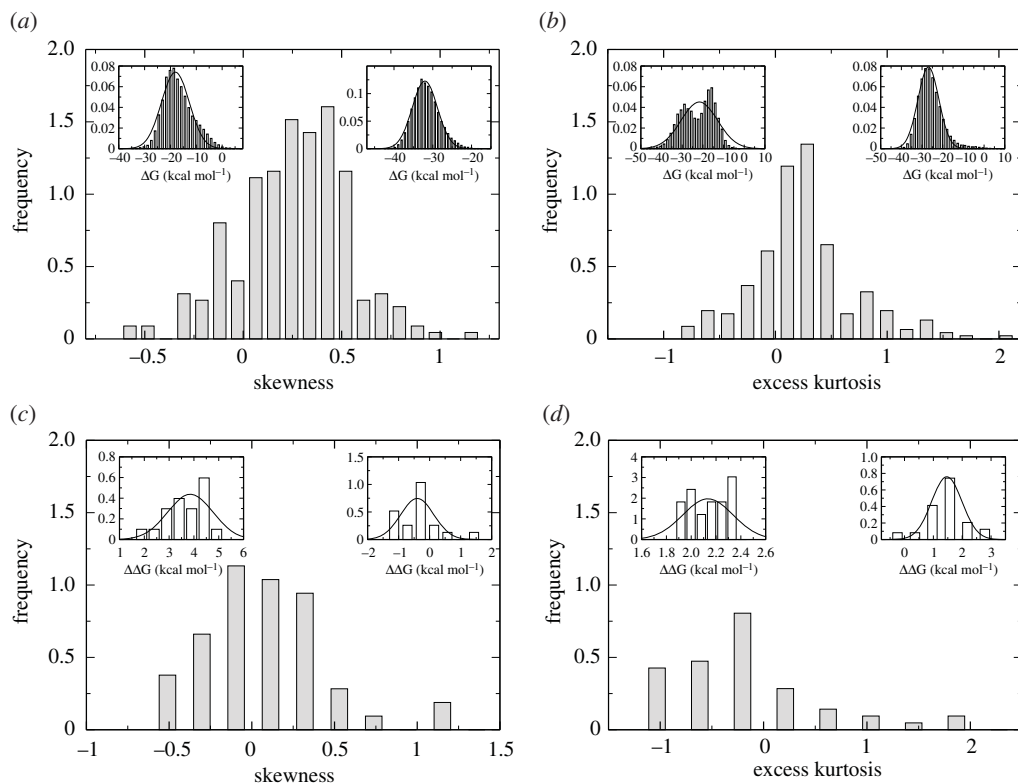 (a)
2.0
1.5
1.0
0.5
0
frequency
−0.5 0 0.5 1
skewness
0.08
0.06
0.04
0.02
0
−40 −30 −20 −10 0
ΔG (kcal mol−1)
0.1
0.05
0
−40 −30 −20
ΔG (kcal mol−1)
(b)
2.0
1.5
1.0
0.5
0
frequency
−1 0 1 2
excess kurtosis
0.08
0.06
0.04
0.02
0
−50 −40 −30 −20 −10 0 10
ΔG (kcal mol−1)
0.08
0.06
0.04
0.02
0
−50 −40 −30 −20 −10 0 10
ΔG (kcal mol−1)
(c)
2.0
1.5
1.0
0.5
0
frequency
−1 −0.5 0 0.5 1 1.5
skewness
0.8
0.6
0.4
0.2
0
1 2 3 4 5 6
ΔΔG (kcal mol−1)
1.5
1.0
0.5
0
−2 −1 0 1 2
ΔΔG (kcal mol−1)
(d)
2.0
1.5
1.0
0.5
0
frequency
−1 0 1 2
excess kurtosis
4
3
2
1
0
1.6 1.8 2.0 2.2 2.4 2.6
ΔΔG (kcal mol−1)
1.0
0.8
0.6
0.4
0.2
0
0 1 2 3
ΔΔG (kcal mol−1)